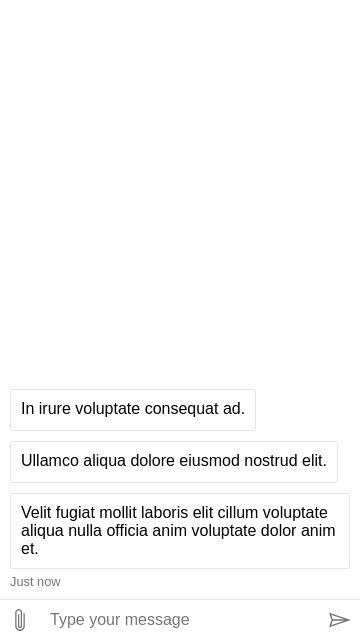 In irure voluptate consequat ad.
Ullamco aliqua dolore eiusmod nostrud elit.
Velit fugiat mollit laboris elit cillum voluptate
aliqua nulla officia anim voluptate dolor anim
et.
Just now
Type your message